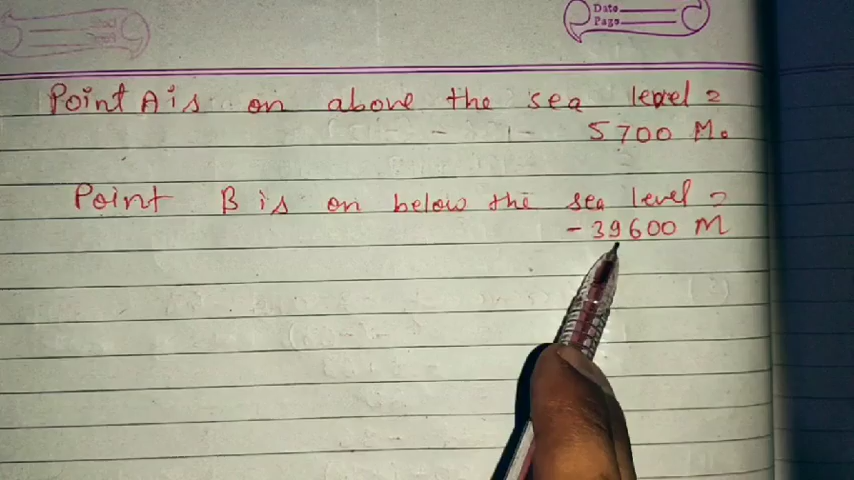 Date
Page
Point A is on above the sea level =
5700 M.
Point B is on below the sea level =
- 39600 M